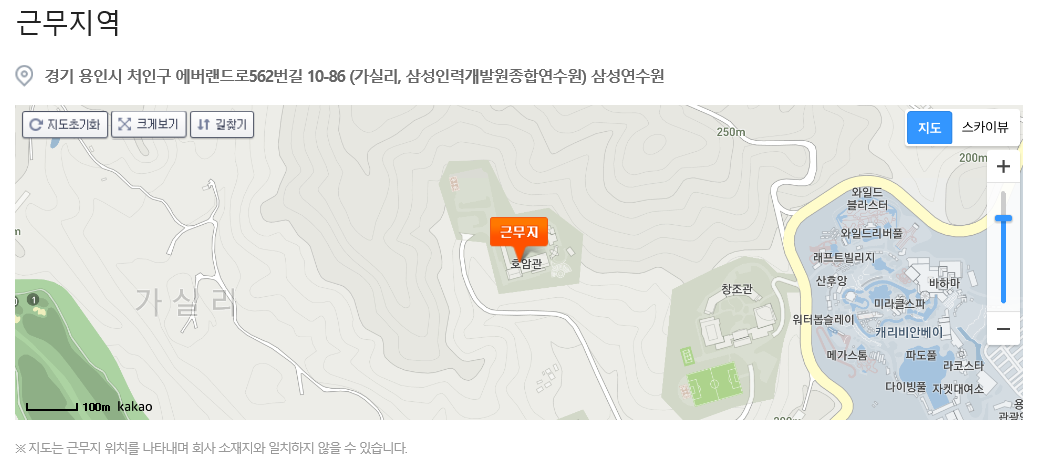 근무지역
경기 용인시 처인구 에버랜드로562번길 10-86 (가실리, 삼성인력개발원종합연수원) 삼성연수원
지도초기화 크게보기 길찾기
지도 스카이뷰
250m
200m
와일드
블라스터
와일드리버풀
래프트빌리지
근무지
호암관
산후앙
바하마
창조관
가실리
미라클스파
워터봅슬레이
캐리비안베이
메가스톰
파도풀
라코스타
다이빙풀
자켓대여소
1
m
용
관광안
200m
100m kakao
※ 지도는 근무지 위치를 나타내며 회사 소재지와 일치하지 않을 수 있습니다.